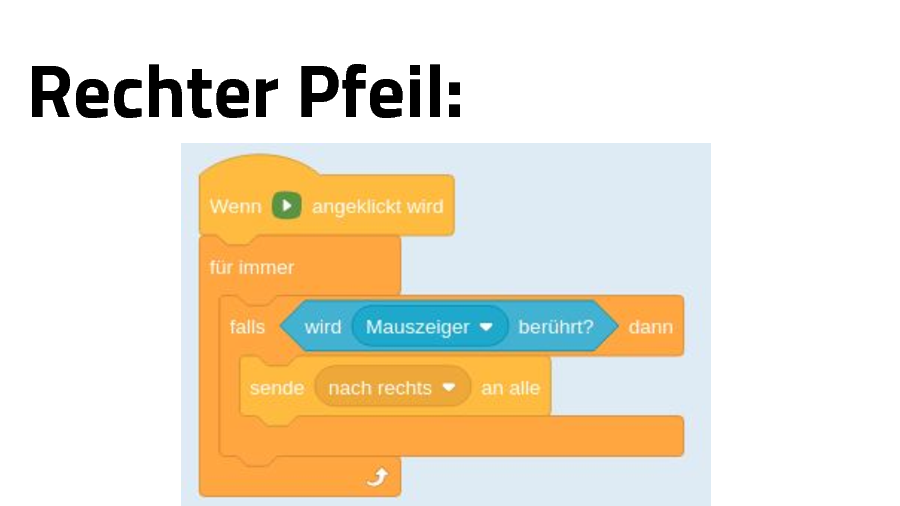 Rechter Pfeil:
Wenn angeklickt wird
für immer
falls wird Mauszeiger berührt? dann
sende nach rechts an alle